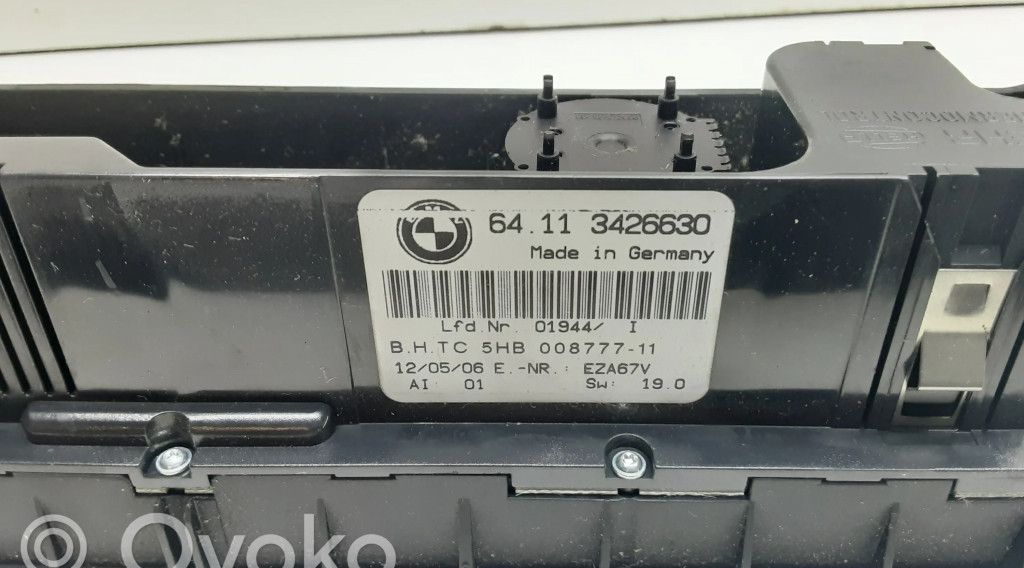 64.11 3426630
Made in Germany
Lfd.Nr. 01944/ I
B.H.TC 5HB 008777-11
12/05/06 E.-NR.: EZA67V
AI: 01 Sw: 19.0
Ovoko